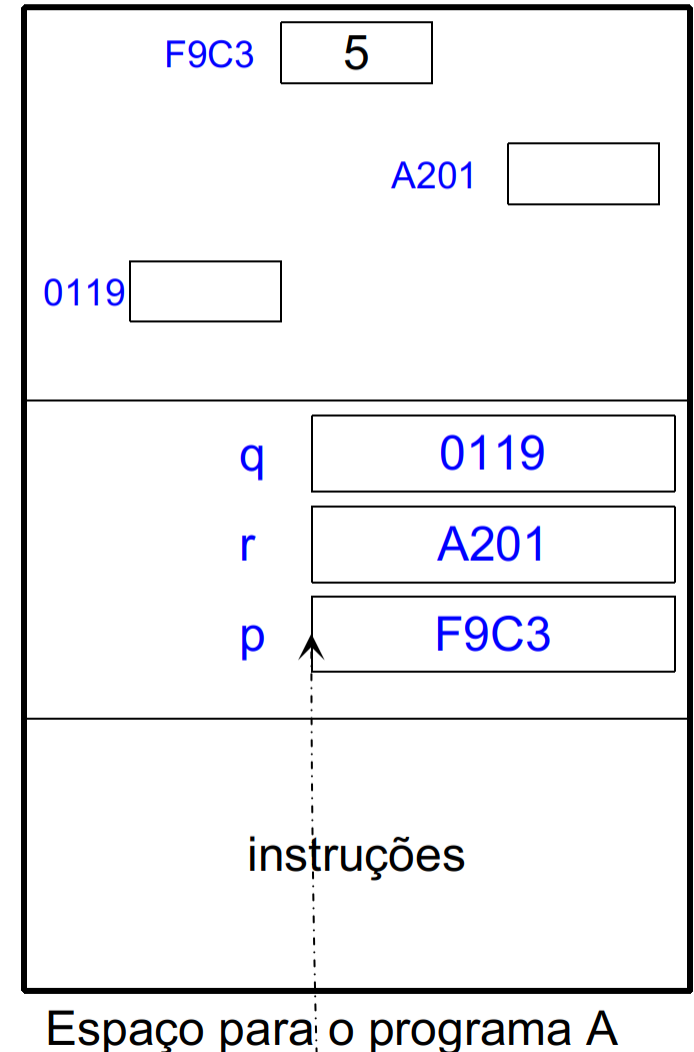 F9C3 5
A201
0119
q 0119
r A201
p F9C3
instruções
Espaço para o programa A